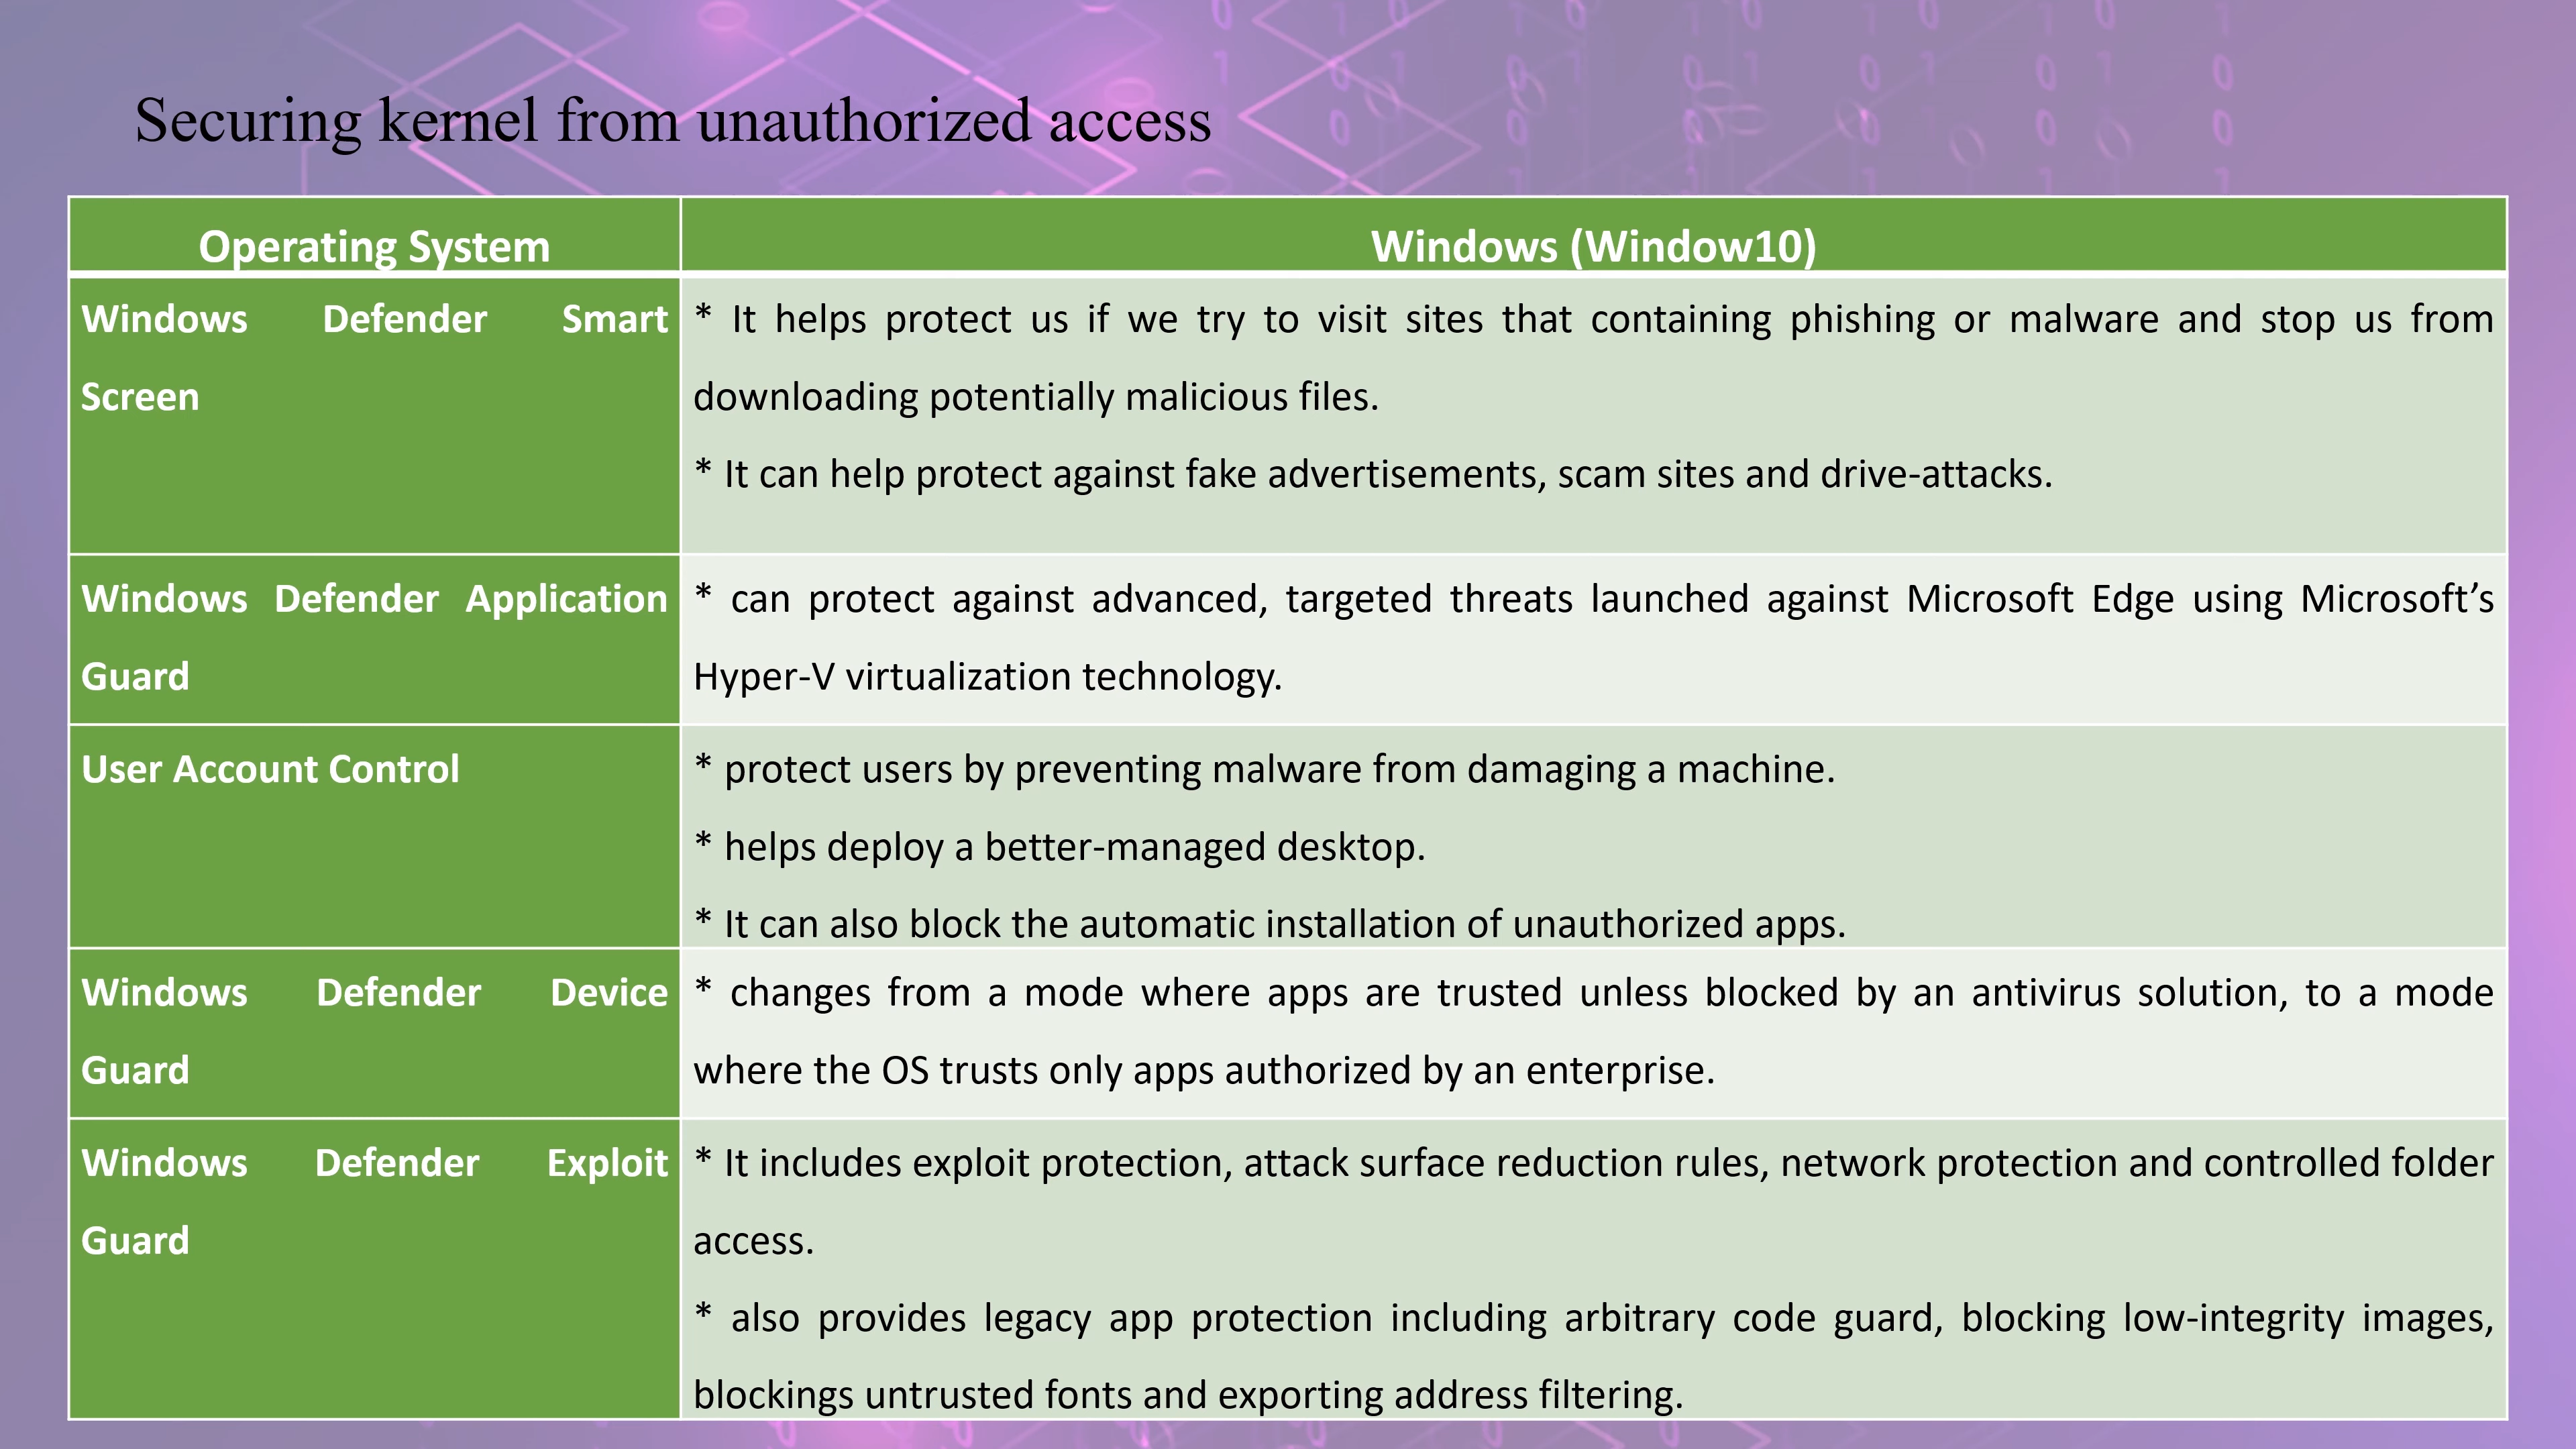 Securing kernel from unauthorized access
Operating System
Windows (Window10)
Windows Defender Smart
Screen
* It helps protect us if we try to visit sites that containing phishing or malware and stop us from
downloading potentially malicious files.
* It can help protect against fake advertisements, scam sites and drive-attacks.
Windows Defender Application
Guard
* can protect against advanced, targeted threats launched against Microsoft Edge using Microsoft’s
Hyper-V virtualization technology.
User Account Control
* protect users by preventing malware from damaging a machine.
* helps deploy a better-managed desktop.
* It can also block the automatic installation of unauthorized apps.
Windows Defender Device
Guard
* changes from a mode where apps are trusted unless blocked by an antivirus solution, to a mode
where the OS trusts only apps authorized by an enterprise.
Windows Defender Exploit
Guard
* It includes exploit protection, attack surface reduction rules, network protection and controlled folder
access.
* also provides legacy app protection including arbitrary code guard, blocking low-integrity images,
blockings untrusted fonts and exporting address filtering.